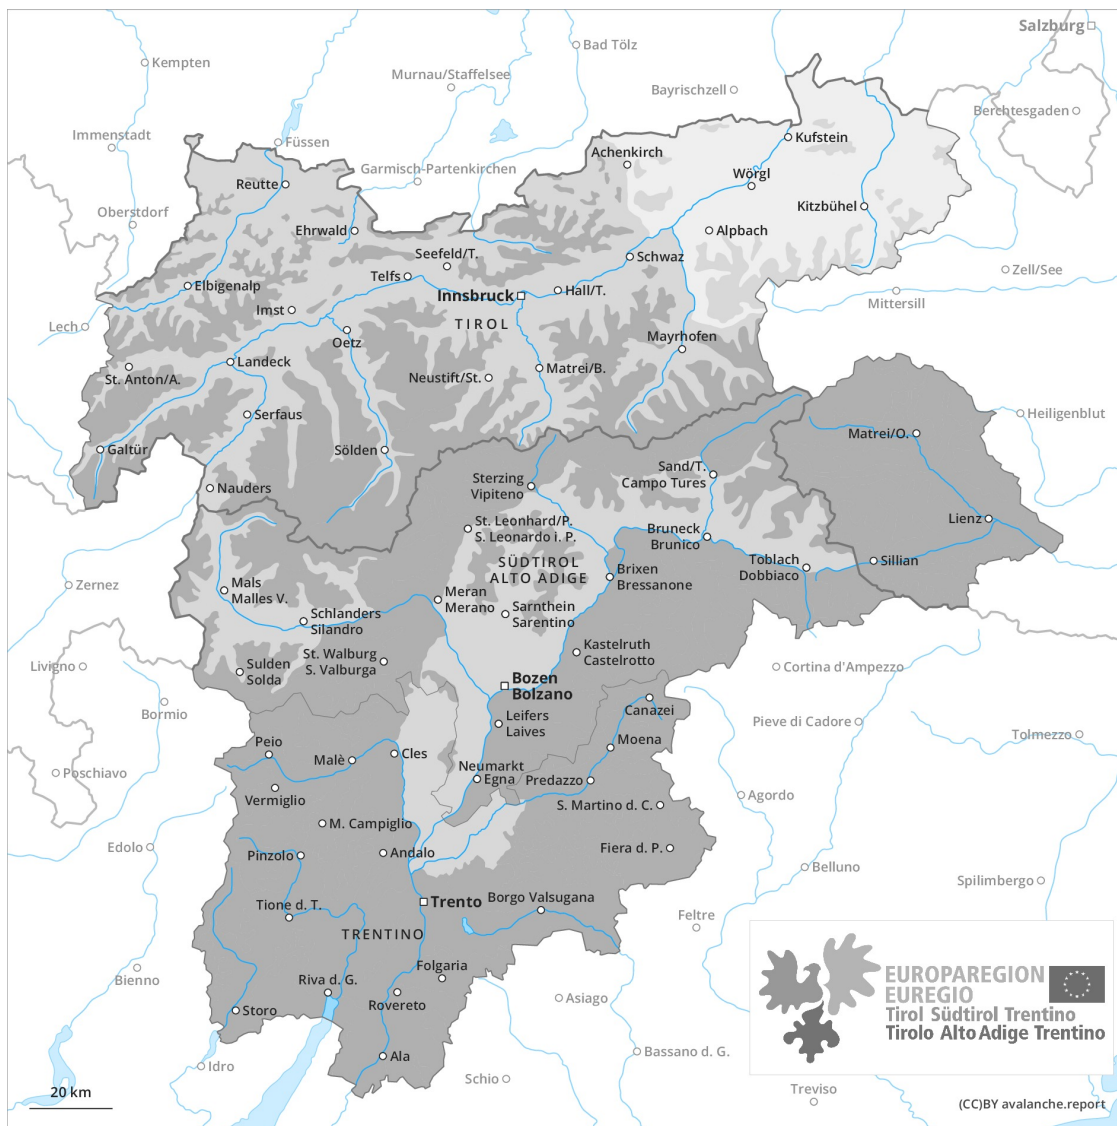 Salzburg
Bad Tölz
Kempten
Murnau/Staffelsee
Bayrischzell
Berchtesgaden
Immenstadt
Füssen
Kufstein
Achenkirch
Garmisch-Partenkirchen
Wörgl
Reutte
Kitzbühel
Oberstdorf
Ehrwald
Alpbach
Seefeld/T.
Schwaz
Zell/See
Telfs
Elbigenalp
Hall/T.
Innsbruck
Mittersill
Imst
TIROL
Lech
Oetz
Mayrhofen
Landeck
Matrei/B.
St. Anton/A.
Neustift/St.
Serfaus
Heiligenblut
Matrei/O.
Galtür
Sölden
Sand/T.
Campo Tures
Sterzing
Vipiteno
Nauders
Lienz
St. Leonhard/P.
S. Leonardo i. P.
Bruneck
Brunico
Toblach
Dobbiaco
Sillian
SÜDTIROL
ALTO ADIGE
Brixen
Bressanone
Zernez
Mals
Malles V.
Meran
Merano
Sarnthein
Sarentino
Schlanders
Silandro
Kastelruth
Castelrotto
St. Walburg
S. Valburga
Livigno
Sulden
Solda
Cortina d'Ampezzo
Bozen
Bolzano
Bormio
Canazei
Leifers
Laives
Pieve di Cadore
Tolmezzo
Moena
Peio
Cles
Malè
Neumarkt
Egna
Predazzo
Poschiavo
Vermiglio
Agordo
S. Martino d. C.
M. Campiglio
Edolo
Pinzolo
Andalo
Fiera d. P.
Belluno
Spilimbergo
Trento
Borgo Valsugana
Tione d. T.
Feltre
TRENTINO
Folgaria
Bienno
Riva d. G.
Rovereto
Asiago
Storo
EUROPAREGION
EUREGIO
Tirol Südtirol Trentino
Tirolo Alto Adige Trentino
Ala
Bassano d. G.
Idro
Schio
Treviso
20 km
(CC)BY avalanche.report